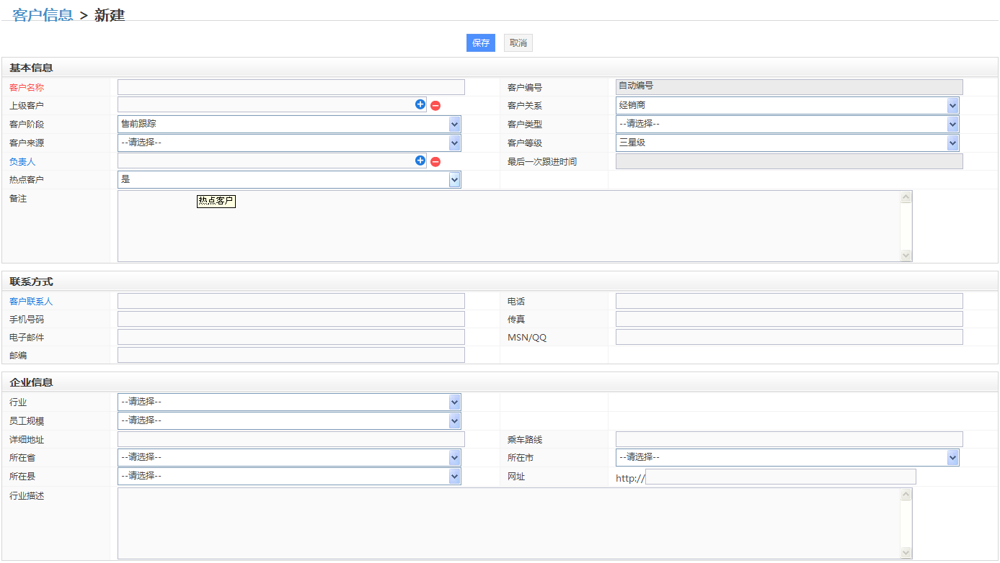 客户信息 > 新建
保存 取消
基本信息
客户名称 客户编号 自动编号
上级客户 客户关系 经销商
客户阶段 售前跟踪 客户类型 --请选择--
客户来源 --请选择-- 客户等级 三星级
负责人 最后一次跟进时间
热点客户 是
备注 热点客户
联系方式
客户联系人 电话
手机号码 传真
电子邮件 MSN/QQ
邮编
企业信息
行业 --请选择--
员工规模 --请选择--
详细地址 乘车路线
所在省 --请选择-- 所在市 --请选择--
所在县 --请选择-- 网址 http://
行业描述